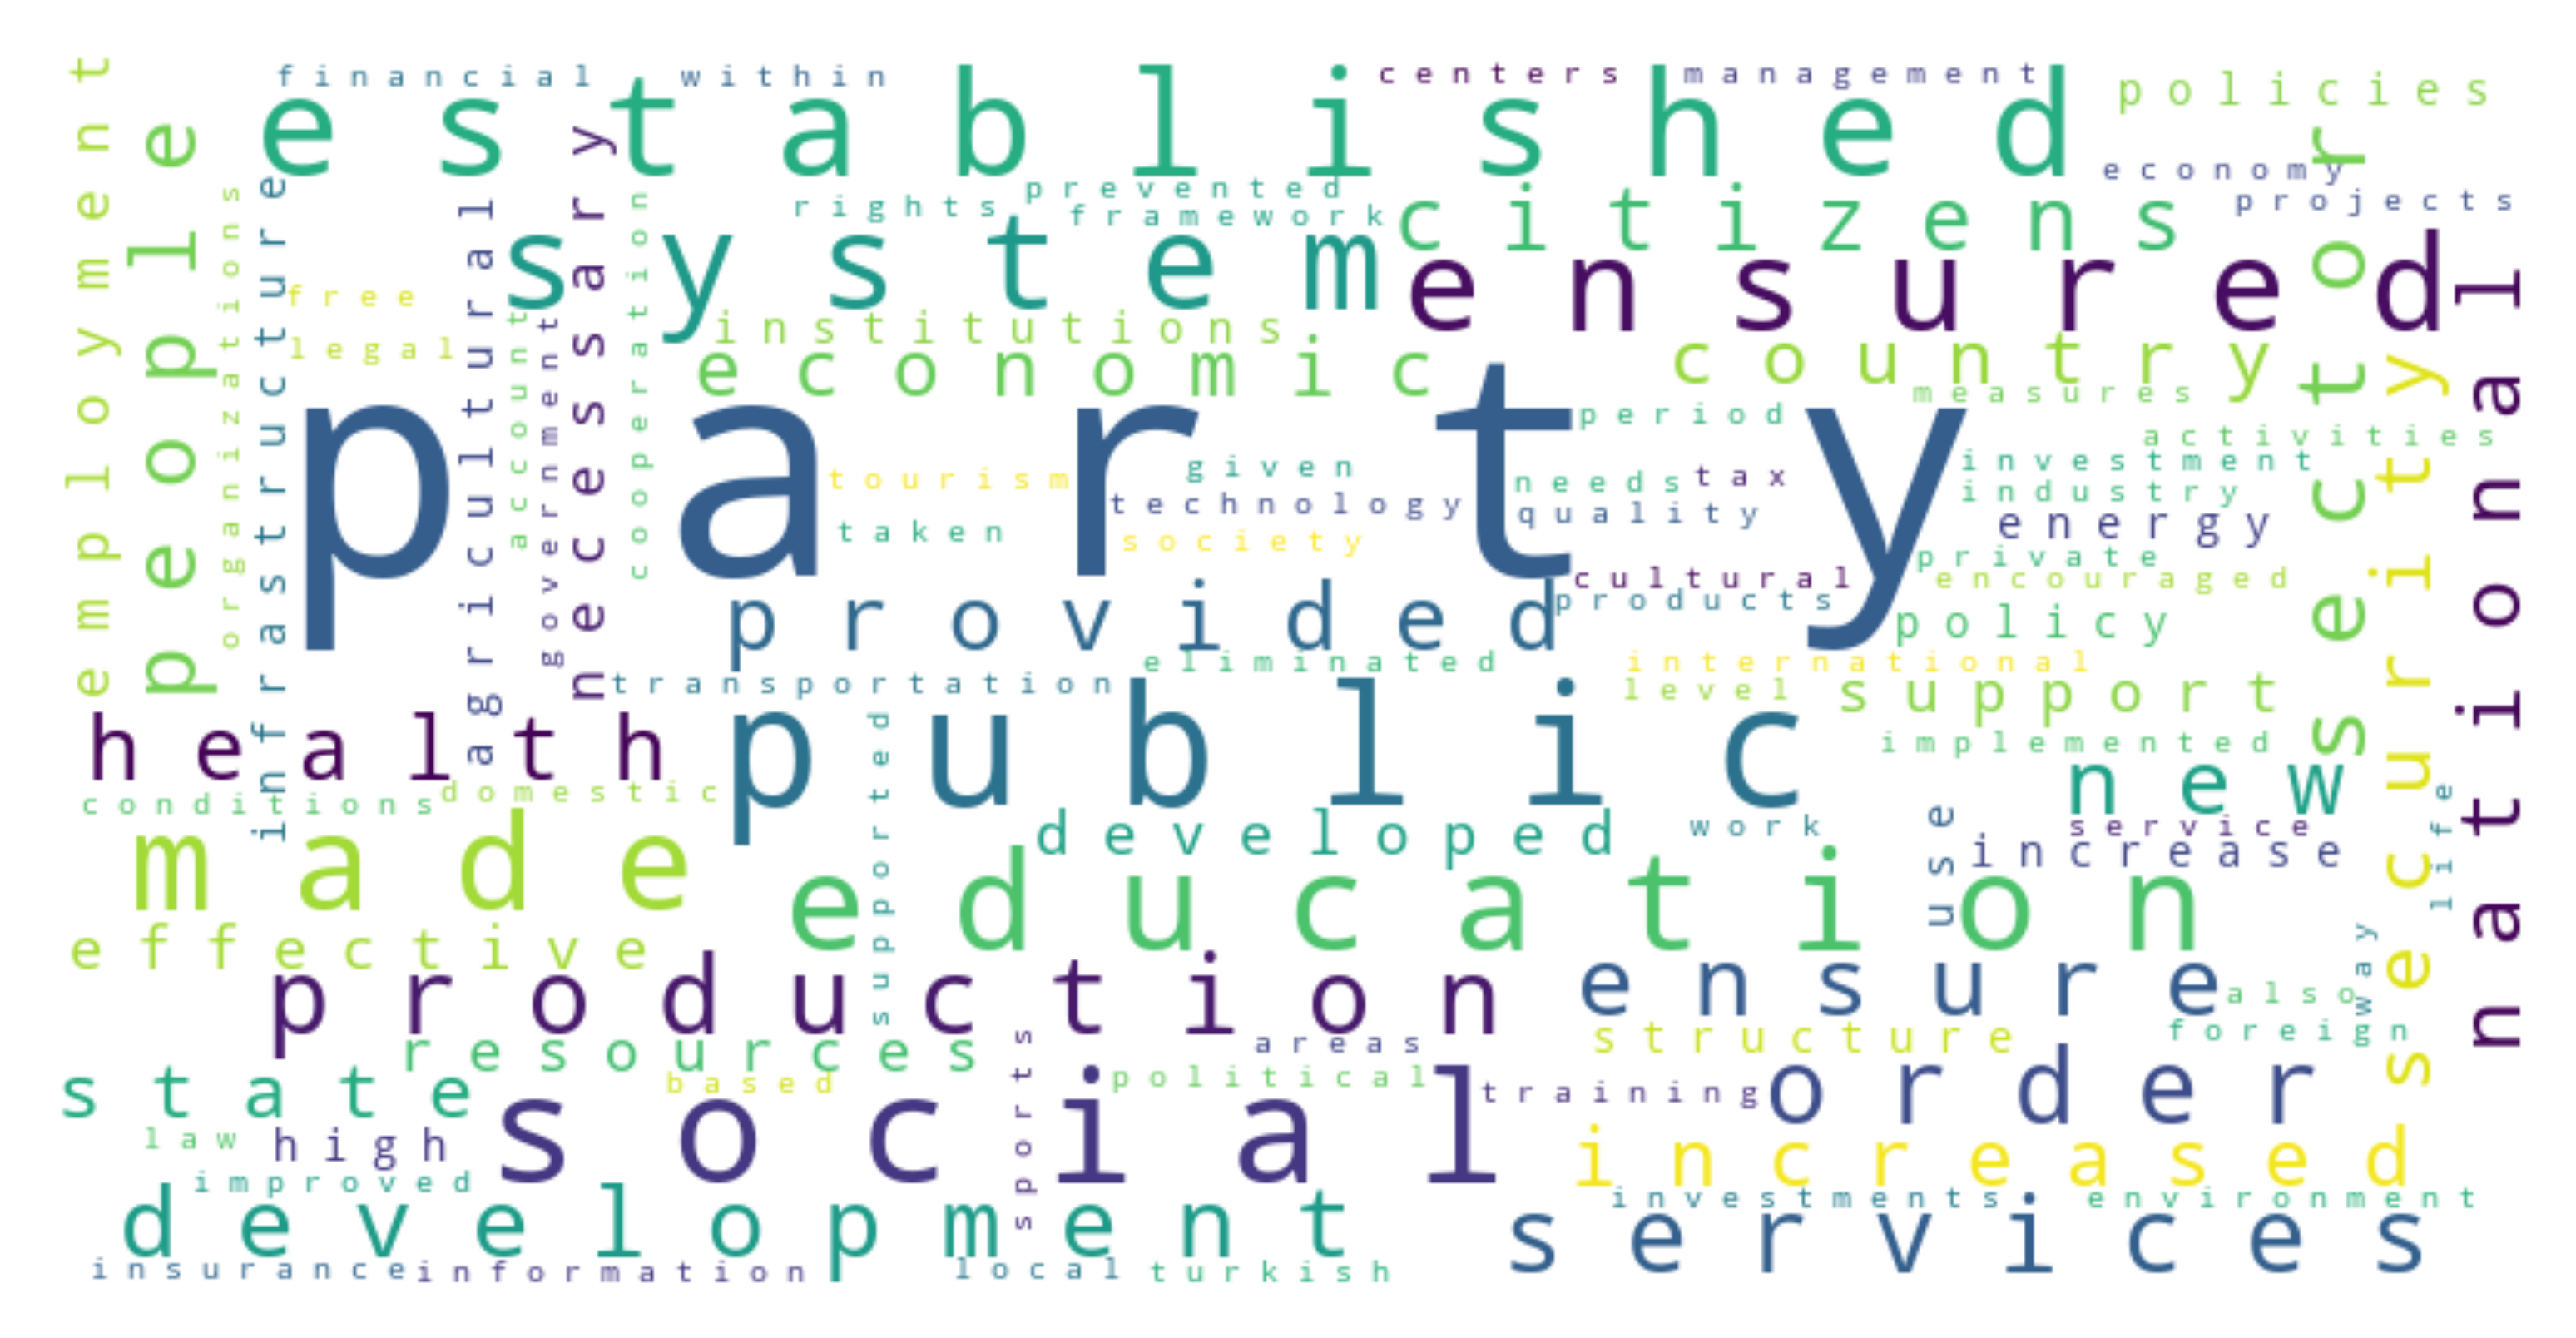 financial within centers management policies
established
economy
projects
rights prevented
framework
citizens
system
ensured
free
legal
institutions
economic
country
measures
party
period
activities
tourism given needs tax investment
technology quality industry
energy
taken society
private
cultural encouraged
products
provided
policy
eliminated international
transportation level support
public
health
implemented
new
conditions domestic
made
developed work service
increase
education
effective
production
ensure also
foreign
resources areas structure
state based political training order
social
law high
increased
improved
development
investments environment
services
insurance information local turkish
employment
people
organizations
infrastructure
agricultural
account
government
necessary
cooperation
supported
sports
use
way
sector
security
life
national